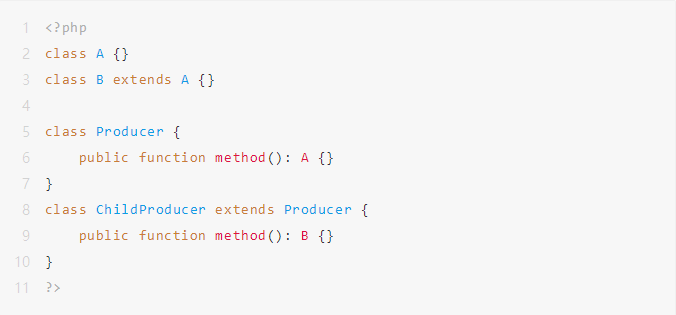 1 <?php
2 class A {}
3 class B extends A {}
4
5 class Producer {
6     public function method(): A {}
7 }
8 class ChildProducer extends Producer {
9     public function method(): B {}
10 }
11 ?>